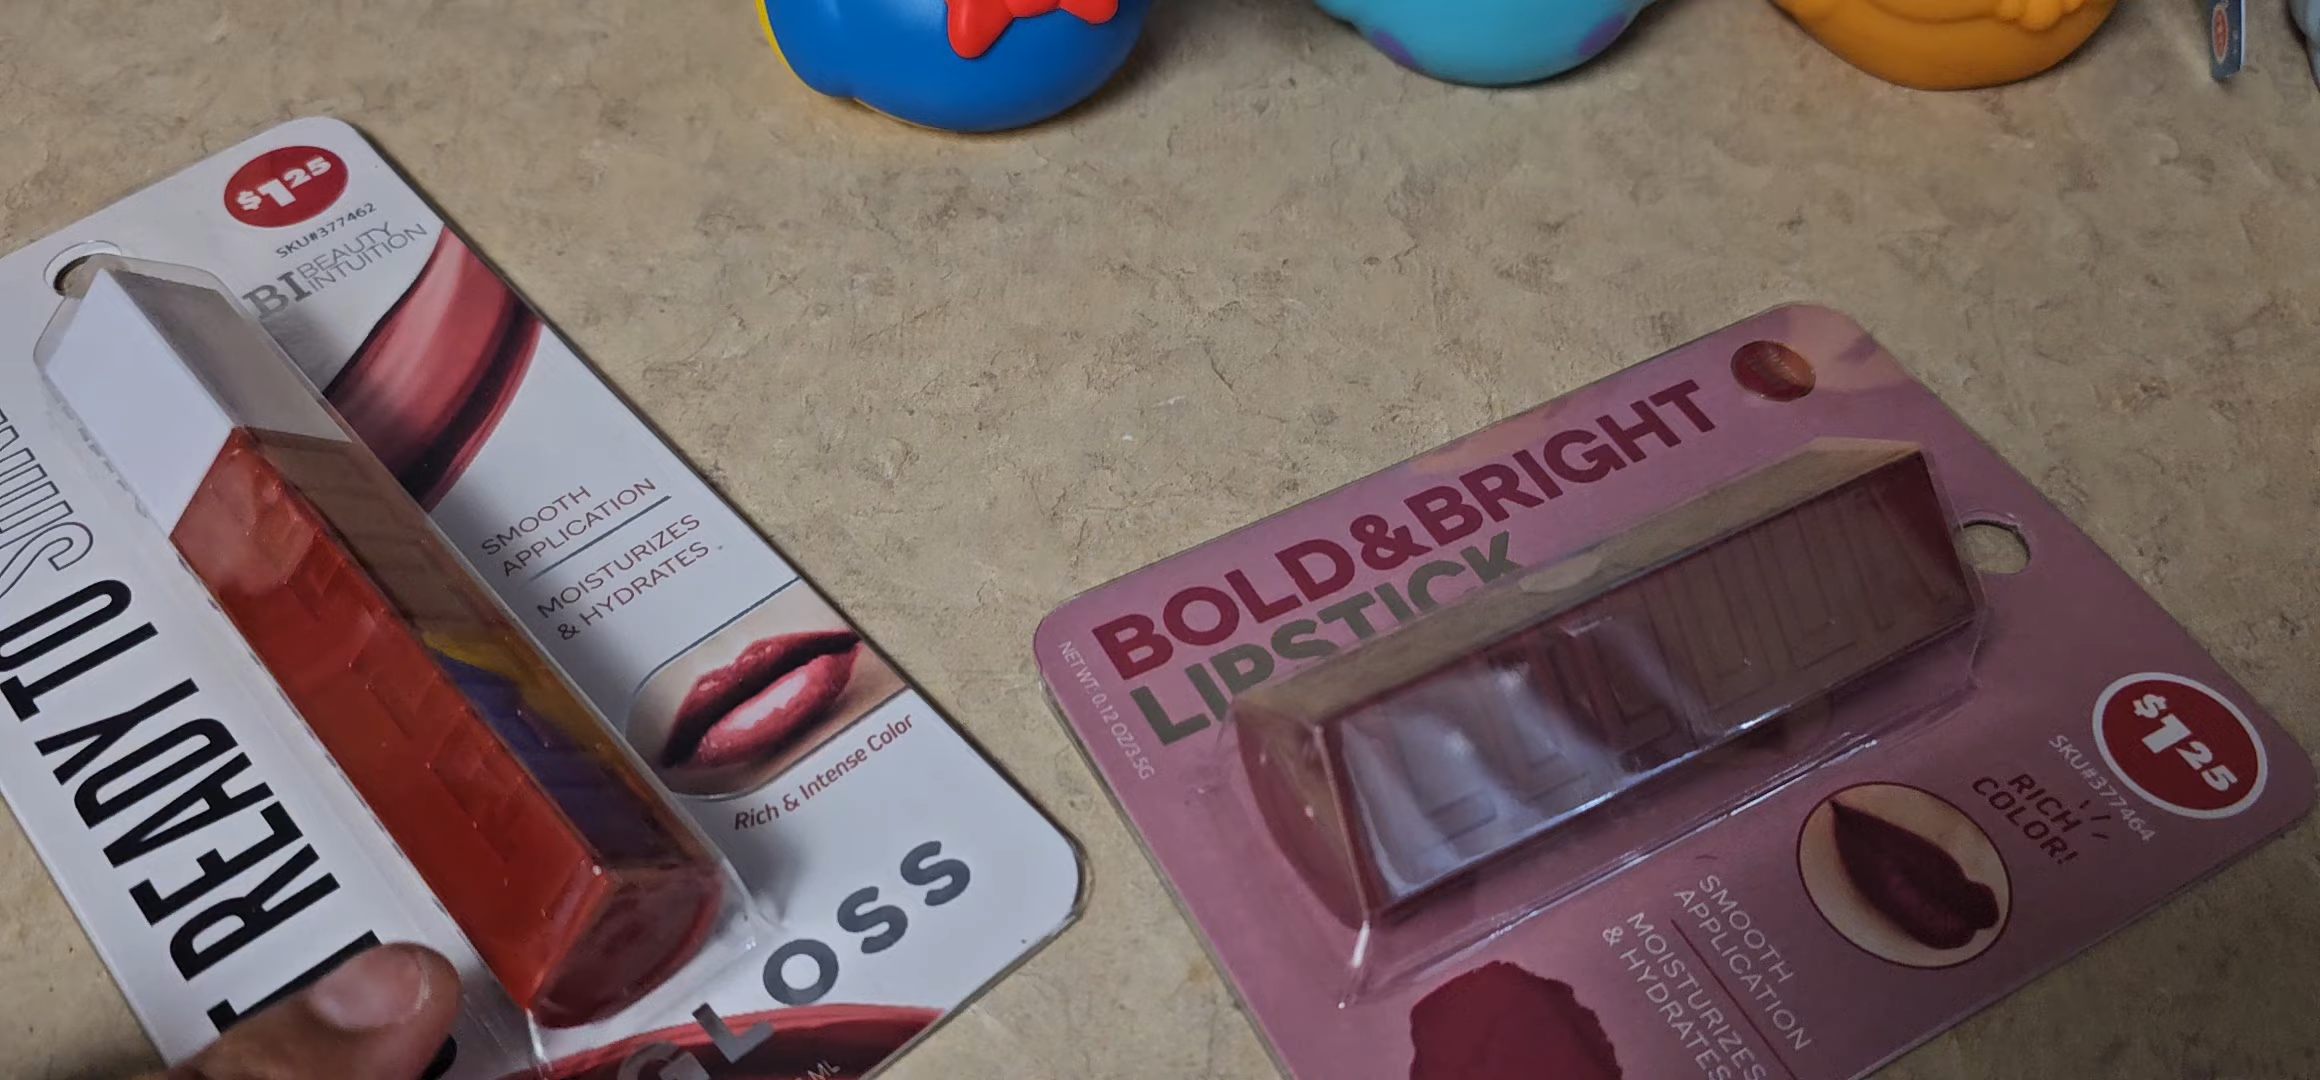 $1.25
SKU#377462
BI BEAUTY
INTUITION
SMOOTH
APPLICATION
MOISTURIZES
& HYDRATES
Rich & Intense Color
READY TO
GLOSS
ML
BOLD&BRIGHT
LIPSTICK
NET WT. 0.12 OZ/3.5G
$1.25
SKU#377464
RICH
COLOR!
SMOOTH
APPLICATION
MOISTURIZES
& HYDRATES